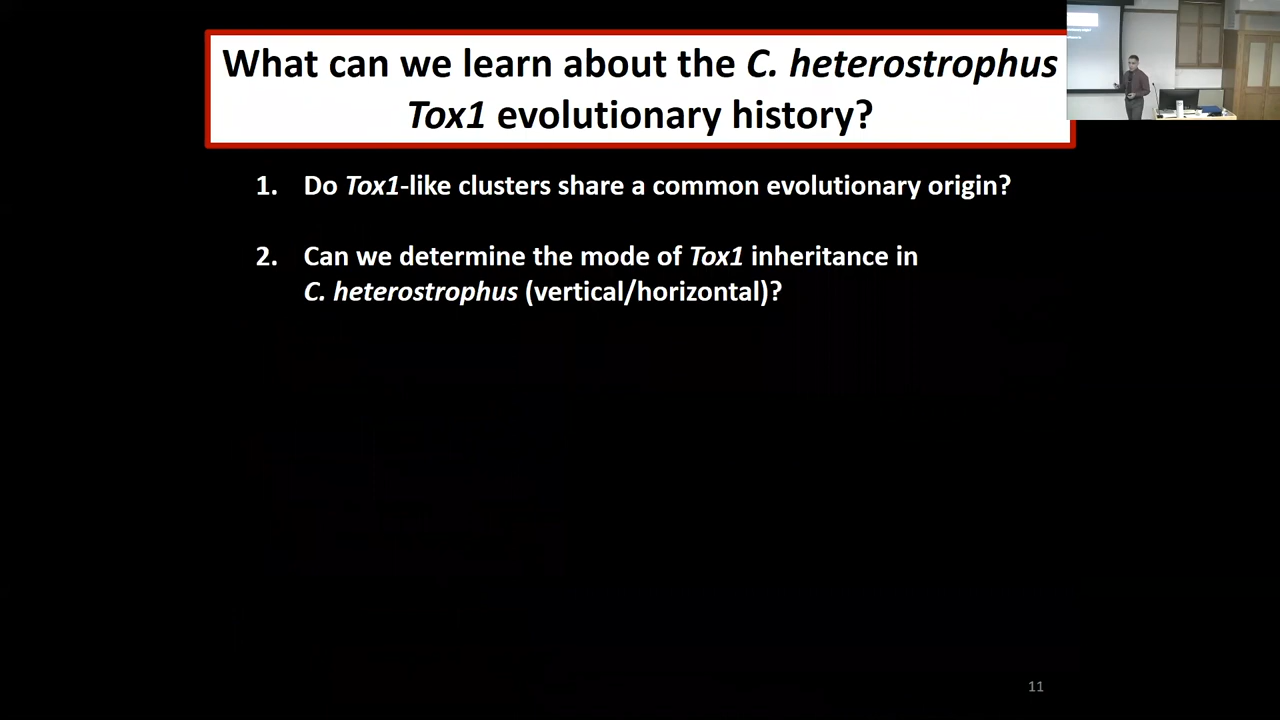 What can we learn about the C. heterostrophus
Tox1 evolutionary history?
1. Do Tox1-like clusters share a common evolutionary origin?
2. Can we determine the mode of Tox1 inheritance in
C. heterostrophus (vertical/horizontal)?
11